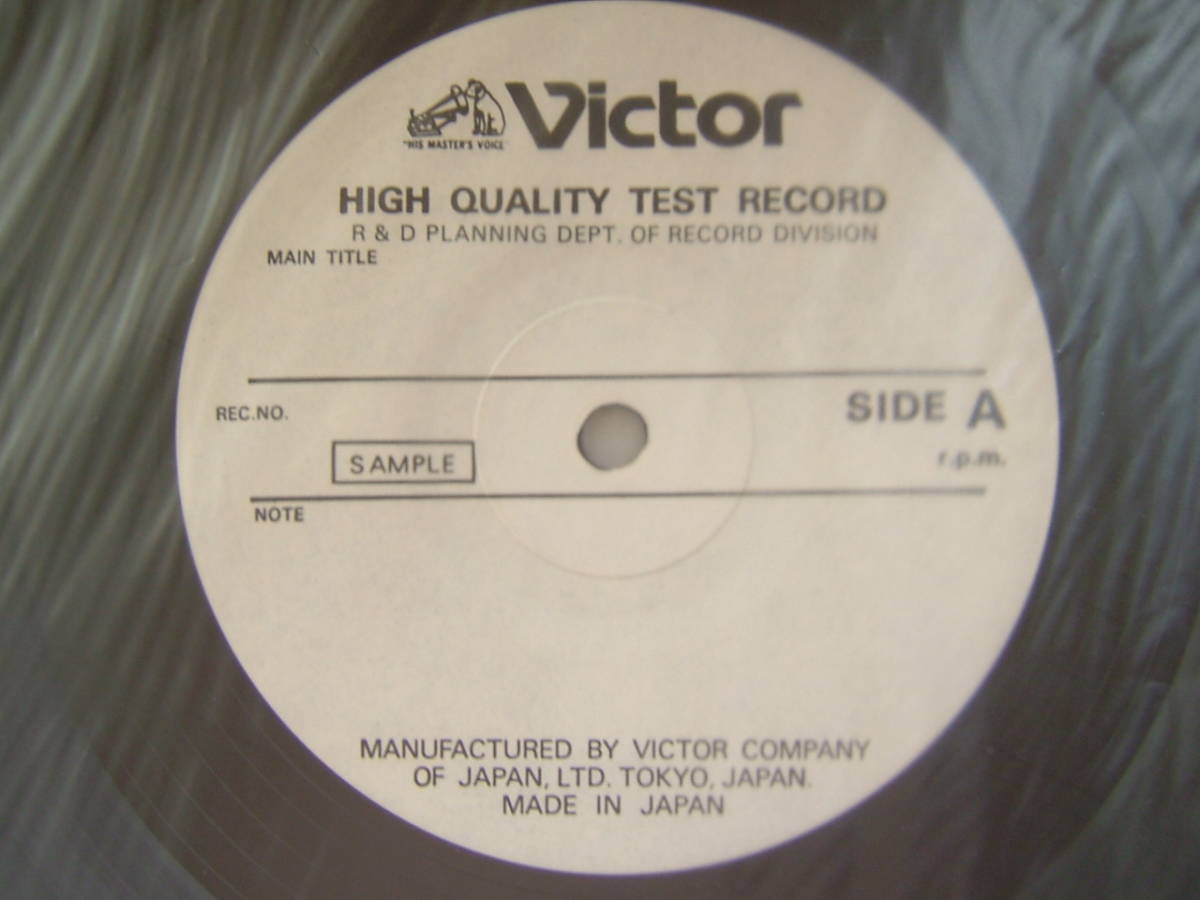 Victor
"HIS MASTER'S VOICE"
HIGH QUALITY TEST RECORD
R & D PLANNING DEPT. OF RECORD DIVISION
MAIN TITLE
REC.NO.
SIDE A
SAMPLE
r.p.m.
NOTE
MANUFACTURED BY VICTOR COMPANY
OF JAPAN, LTD. TOKYO, JAPAN.
MADE IN JAPAN